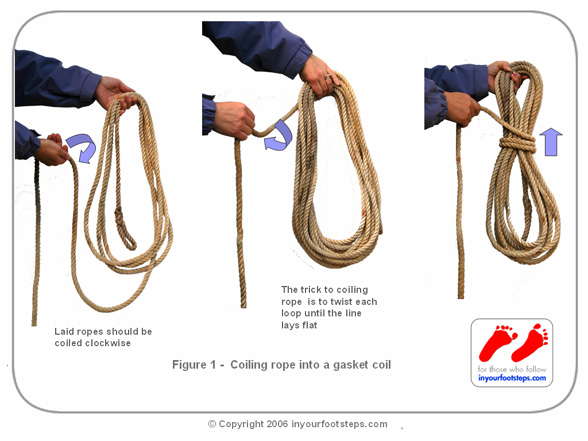 Laid ropes should be
coiled clockwise
The trick to coiling
rope is to twist each
loop until the line
lays flat
Figure 1 - Coiling rope into a gasket coil
for those who follow
inyourfootsteps.com
© Copyright 2006 inyourfootsteps.com